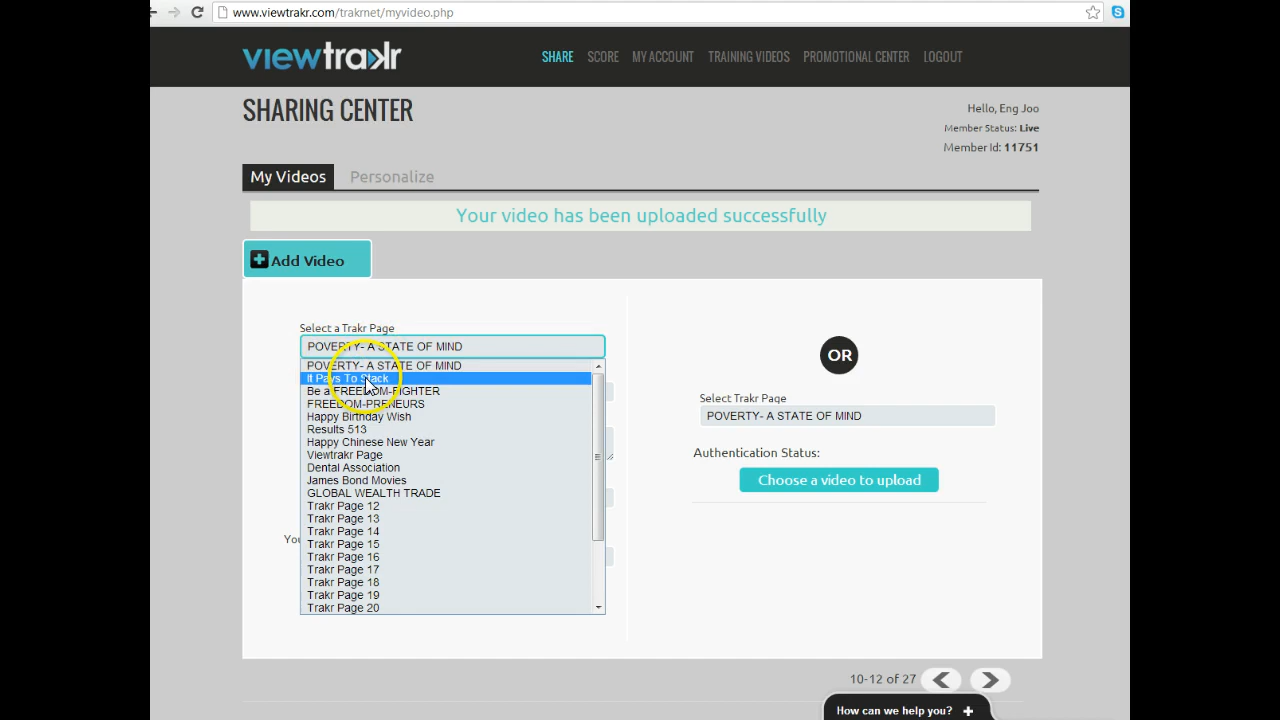 www.viewtrakr.com/trakrnet/myvideo.php
viewtrakr
SHARE SCORE MY ACCOUNT TRAINING VIDEOS PROMOTIONAL CENTER LOGOUT
SHARING CENTER
Hello, Eng Joo
Member Status: Live
Member Id: 11751
My Videos Personalize
Your video has been uploaded successfully
Add Video
Select a Trakr Page
POVERTY- A STATE OF MIND
POVERTY- A STATE OF MIND
It Pays To Slack
Be a FREEDOM-FIGHTER
FREEDOM-PRENEURS
Happy Birthday Wish
Results 513
Happy Chinese New Year
Viewtrakr Page
Dental Association
James Bond Movies
GLOBAL WEALTH TRADE
Trakr Page 12
Trakr Page 13
Trakr Page 14
Trakr Page 15
Trakr Page 16
Trakr Page 17
Trakr Page 18
Trakr Page 19
Trakr Page 20
OR
Select Trakr Page
POVERTY- A STATE OF MIND
Authentication Status:
Choose a video to upload
10-12 of 27
How can we help you? +